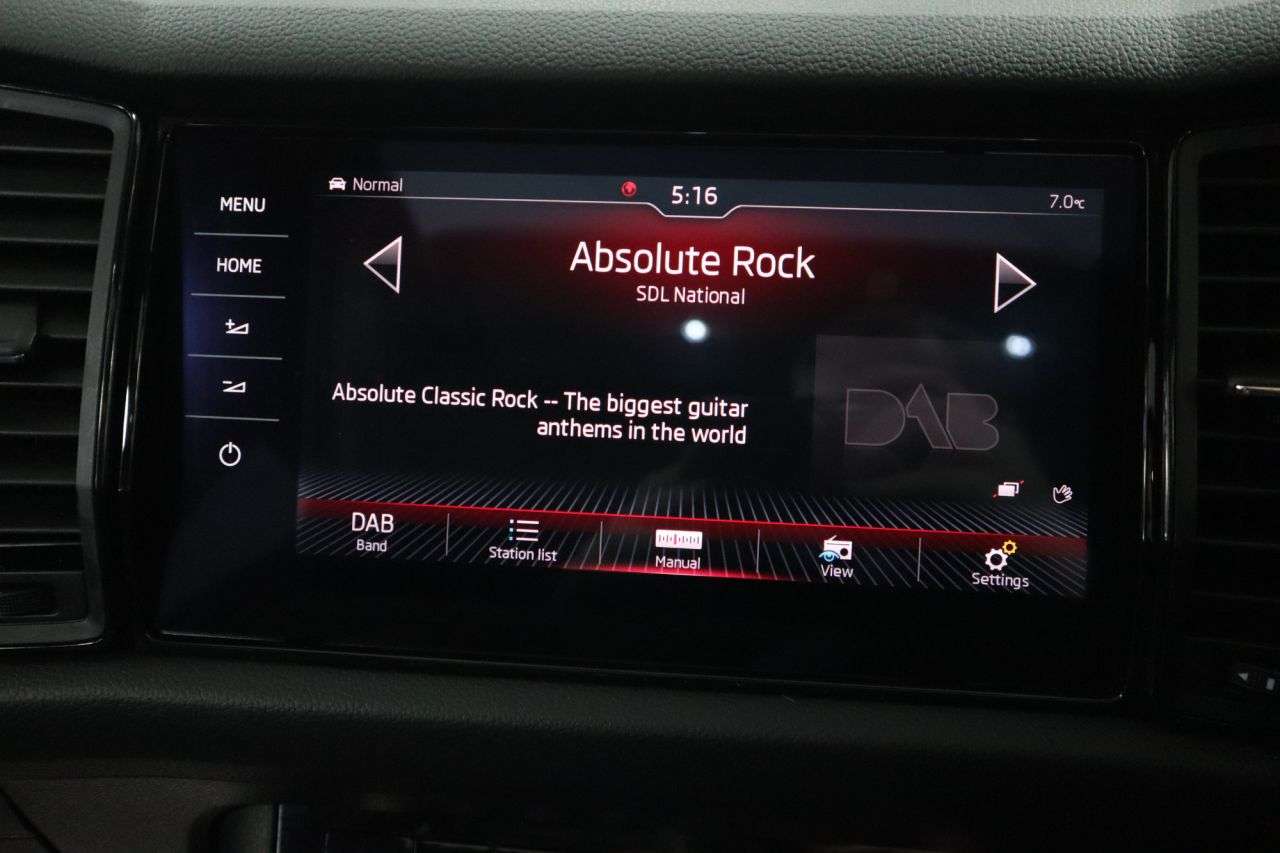 Normal
5:16
7.0°C
MENU
HOME
Absolute Rock
SDL National
Absolute Classic Rock -- The biggest guitar
anthems in the world
DAB
DAB
Band
Station list
Manual
View
Settings